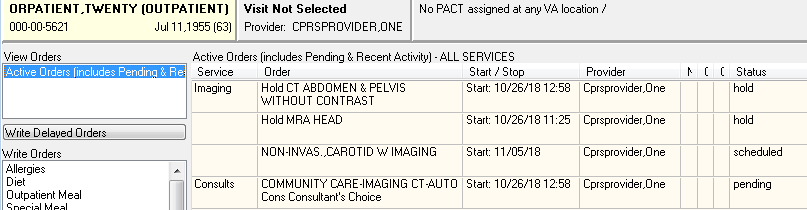 ORPATIENT,TWENTY (OUTPATIENT)
000-00-5621 Jul 11,1955 (63)
Visit Not Selected
Provider: CPRSPROVIDER,ONE
No PACT assigned at any VA location /
View Orders
Active Orders (includes Pending & Re
Write Delayed Orders
Write Orders
Allergies
Diet
Outpatient Meal
Special Meal
Active Orders (includes Pending & Recent Activity) - ALL SERVICES
Service Order Start / Stop Provider Status
Imaging Hold CT ABDOMEN & PELVIS Start: 10/26/18 12:58 Cprsprovider,One hold
WITHOUT CONTRAST
Hold MRA HEAD Start: 10/26/18 11:25 Cprsprovider,One hold
NON-INVAS.,CAROTID W IMAGING Start: 11/05/18 Cprsprovider,One scheduled
Consults COMMUNITY CARE-IMAGING CT-AUTO Start: 10/26/18 12:58 Cprsprovider,One pending
Cons Consultant's Choice